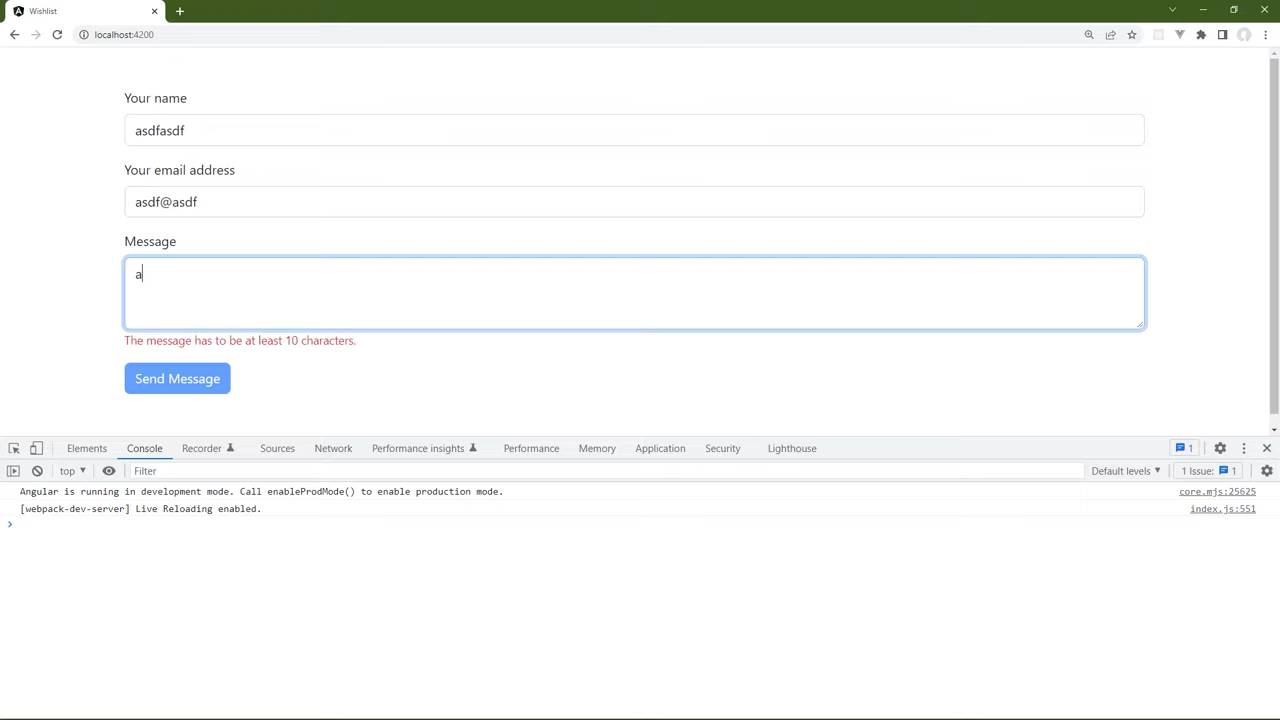 Wishlist
localhost:4200
Your name
asdfasdf
Your email address
asdf@asdf
Message
a
The message has to be at least 10 characters.
Send Message
Elements Console Recorder Sources Network Performance insights Performance Memory Application Security Lighthouse 1
top Filter Default levels 1 Issue: 1
Angular is running in development mode. Call enableProdMode() to enable production mode. core.mjs:25625
[webpack-dev-server] Live Reloading enabled. index.js:551